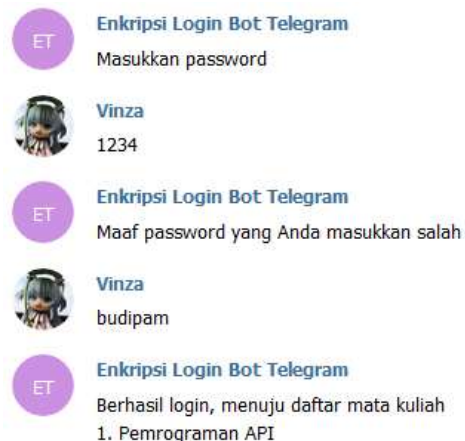 ET
Enkripsi Login Bot Telegram
Masukkan password
Vinza
1234
ET
Enkripsi Login Bot Telegram
Maaf password yang Anda masukkan salah
Vinza
budipam
ET
Enkripsi Login Bot Telegram
Berhasil login, menuju daftar mata kuliah
1. Pemrograman API